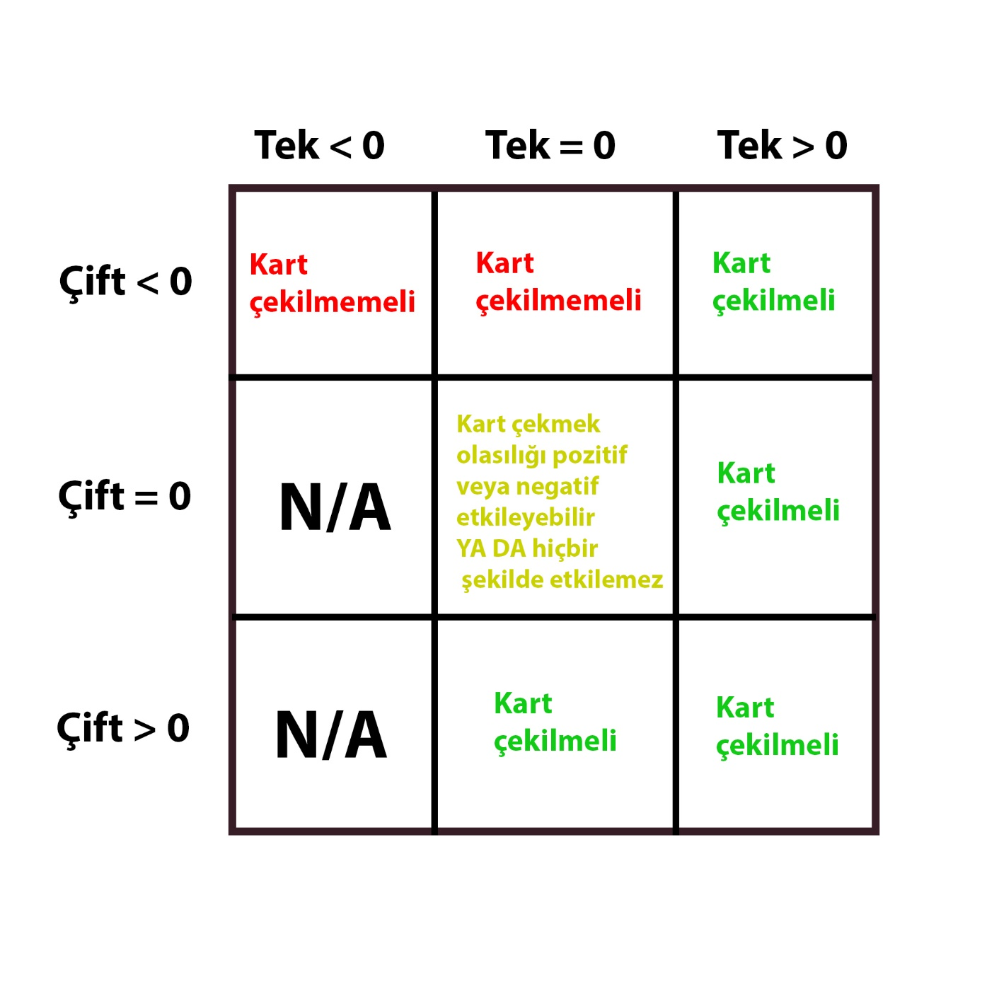 Tek < 0
Tek = 0
Tek > 0
Çift < 0
Kart
çekilmemeli
Kart
çekilmemeli
Kart
çekilmeli
Çift = 0
N/A
Kart çekmek
olasılığı pozitif
veya negatif
etkileyebilir
YA DA hiçbir
şekilde etkilemez
Kart
çekilmeli
Çift > 0
N/A
Kart
çekilmeli
Kart
çekilmeli